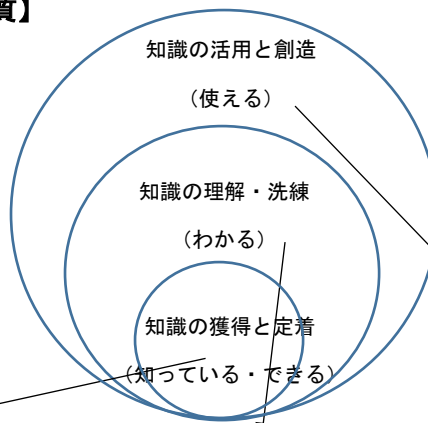 質】
知識の活用と創造
（使える）
知識の理解・洗練
（わかる）
知識の獲得と定着
（知っている・できる）